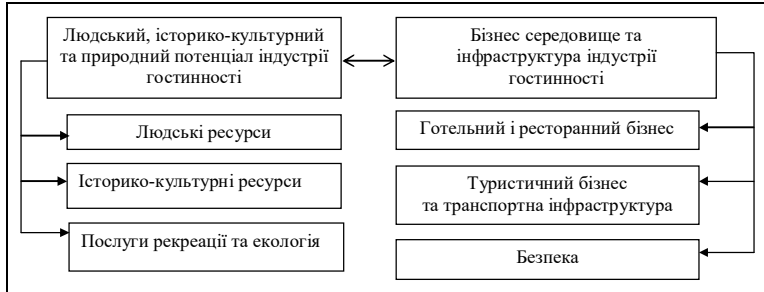 Людський, історико-культурний
та природний потенціал індустрії
гостинності
Бізнес середовище та
інфраструктура індустрії
гостинності
Людські ресурси
Готельний і ресторанний бізнес
Історико-культурні ресурси
Туристичний бізнес
та транспортна інфраструктура
Послуги рекреації та екологія
Безпека